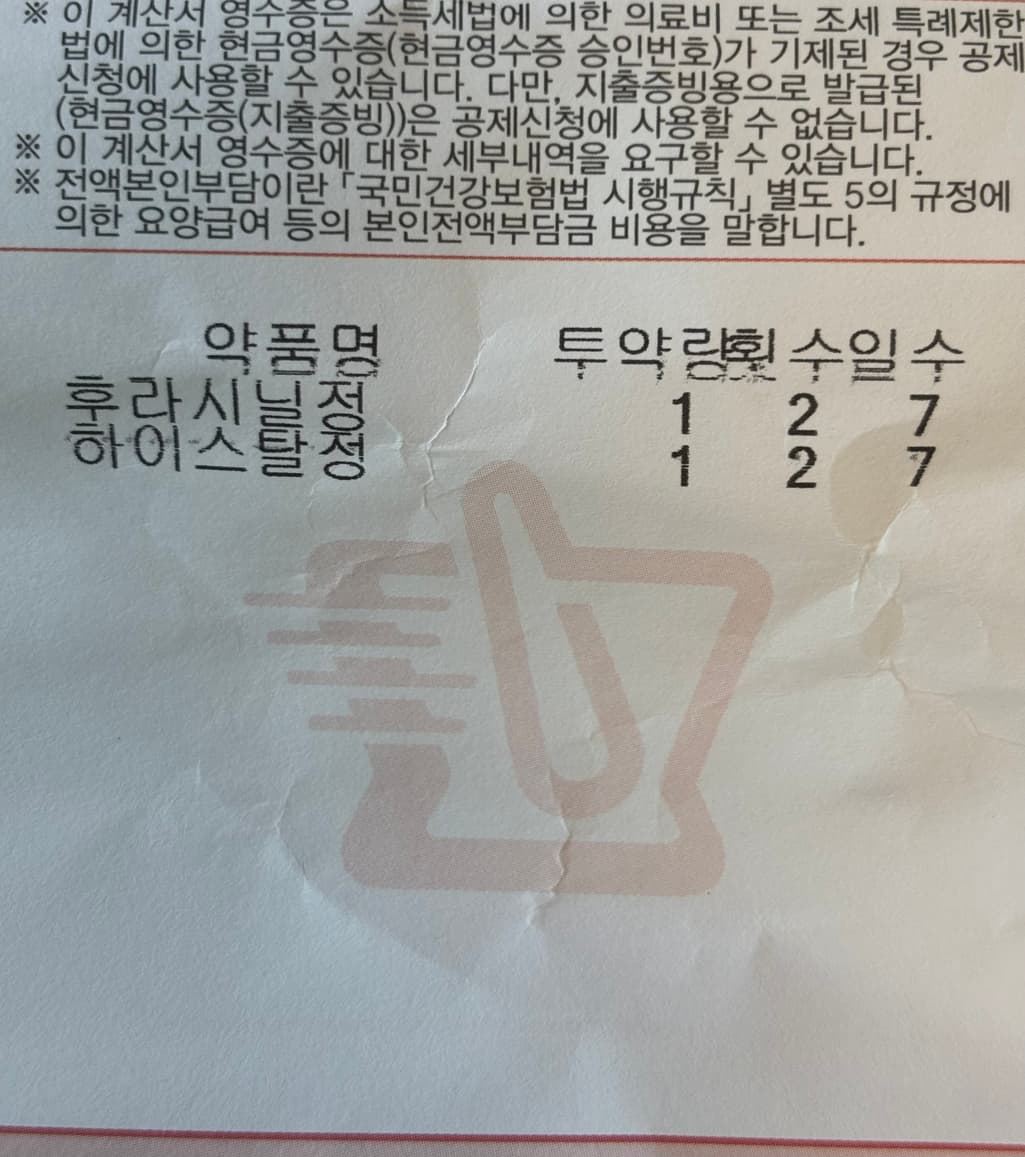 ※ 이 계산서 영수증은 소득세법에 의한 의료비 또는 조세 특례제한
법에 의한 현금영수증(현금영수증 승인번호)가 기재된 경우 공제
신청에 사용할 수 있습니다. 다만, 지출증빙용으로 발급된
(현금영수증(지출증빙))은 공제신청에 사용할 수 없습니다.
※ 이 계산서 영수증에 대한 세부내역을 요구할 수 있습니다.
※ 전액본인부담이란 「국민건강보험법 시행규칙」 별도 5의 규정에
의한 요양급여 등의 본인전액부담금 비용을 말합니다.
약품명 투약량회수일수
후라시닐정 1 2 7
하이스탈정 1 2 7